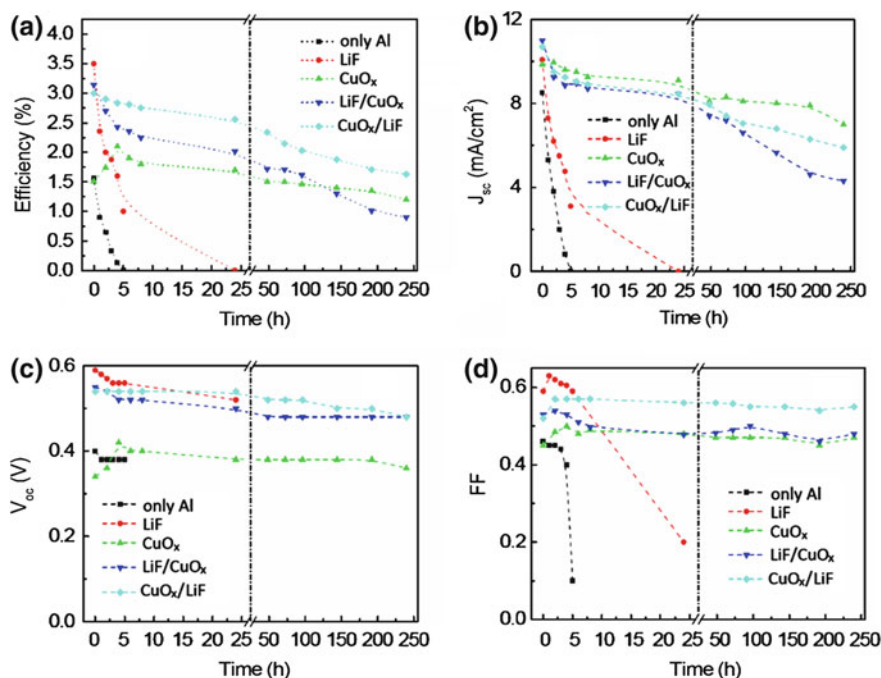 (a)
Efficiency (%)
4.0
3.5
3.0
2.5
2.0
1.5
1.0
0.5
0.0
only Al
LiF
CuOₓ
LiF/CuOₓ
CuOₓ/LiF
0 5 10 15 20 25 50 100 150 200 250
Time (h)
(b)
J_sc (mA/cm²)
12
8
4
0
only Al
LiF
CuOₓ
LiF/CuOₓ
CuOₓ/LiF
0 5 10 15 20 25 50 100 150 200 250
Time (h)
(c)
V_oc (V)
0.6
0.4
0.2
0.0
only Al
LiF
CuOₓ
LiF/CuOₓ
CuOₓ/LiF
0 5 10 15 20 25 50 100 150 200 250
Time (h)
(d)
FF
0.6
0.4
0.2
0.0
only Al
LiF
CuOₓ
LiF/CuOₓ
CuOₓ/LiF
0 5 10 15 20 25 50 100 150 200 250
Time (h)